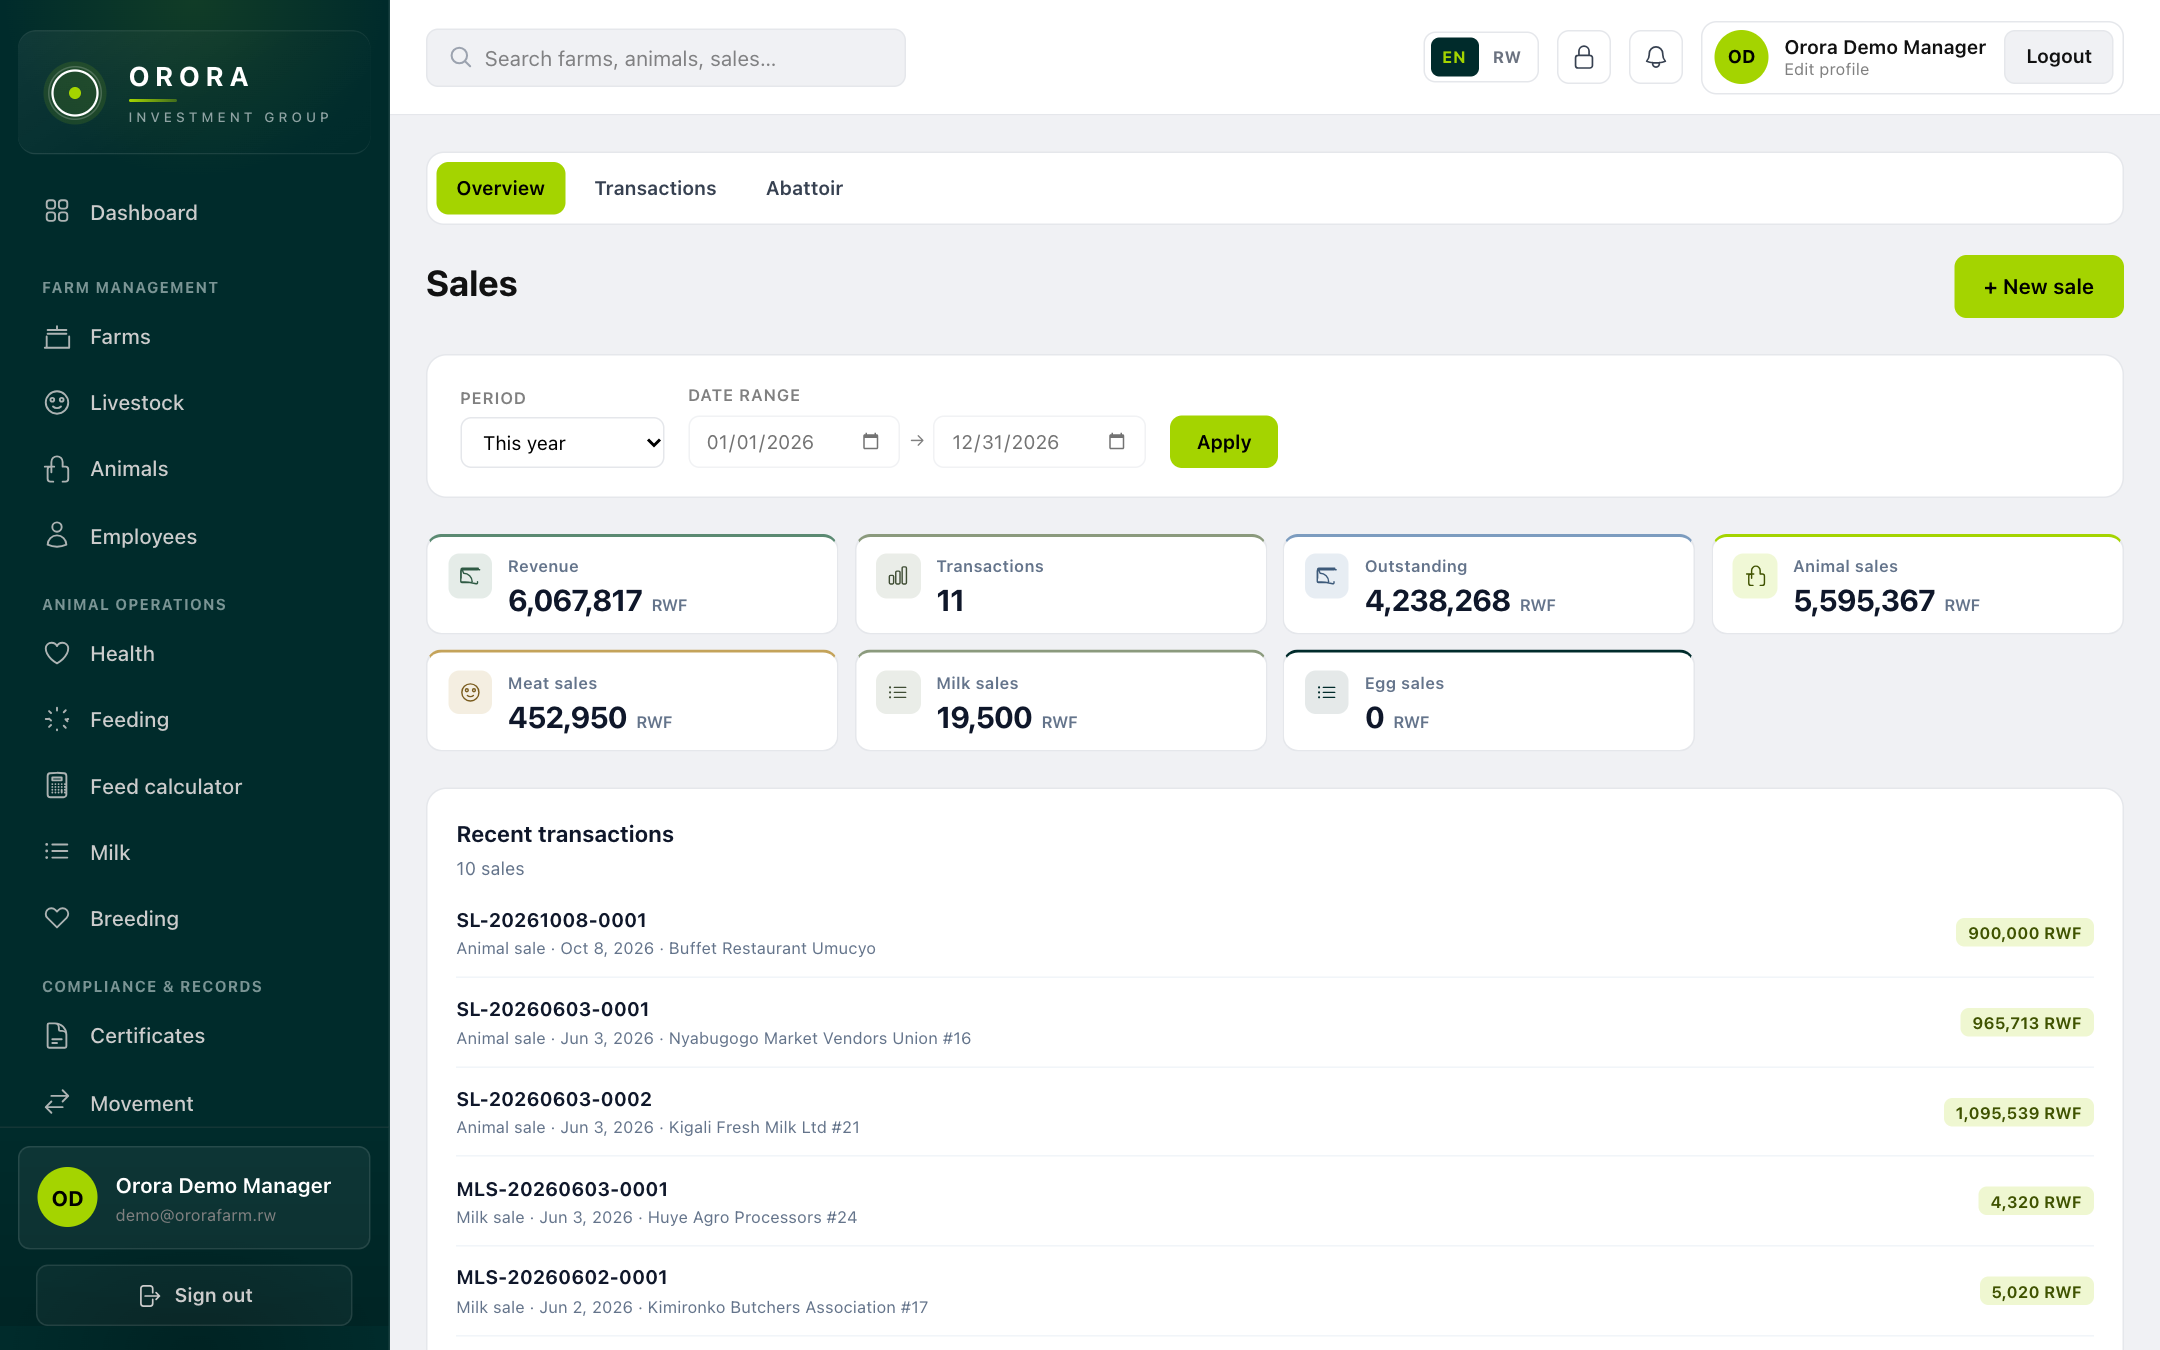 ORORA
INVESTMENT GROUP
Dashboard
FARM MANAGEMENT
Farms
Livestock
Animals
Employees
ANIMAL OPERATIONS
Health
Feeding
Feed calculator
Milk
Breeding
COMPLIANCE & RECORDS
Certificates
Movement
OD
Orora Demo Manager
demo@ororafarm.rw
Sign out
Search farms, animals, sales...
EN RW
OD
Orora Demo Manager
Edit profile
Logout
Overview Transactions Abattoir
Sales
+ New sale
PERIOD
This year
DATE RANGE
01/01/2026 → 12/31/2026
Apply
Revenue
6,067,817 RWF
Transactions
11
Outstanding
4,238,268 RWF
Animal sales
5,595,367 RWF
Meat sales
452,950 RWF
Milk sales
19,500 RWF
Egg sales
0 RWF
Recent transactions
10 sales
SL-20261008-0001
Animal sale · Oct 8, 2026 · Buffet Restaurant Umucyo
900,000 RWF
SL-20260603-0001
Animal sale · Jun 3, 2026 · Nyabugogo Market Vendors Union #16
965,713 RWF
SL-20260603-0002
Animal sale · Jun 3, 2026 · Kigali Fresh Milk Ltd #21
1,095,539 RWF
MLS-20260603-0001
Milk sale · Jun 3, 2026 · Huye Agro Processors #24
4,320 RWF
MLS-20260602-0001
Milk sale · Jun 2, 2026 · Kimironko Butchers Association #17
5,020 RWF